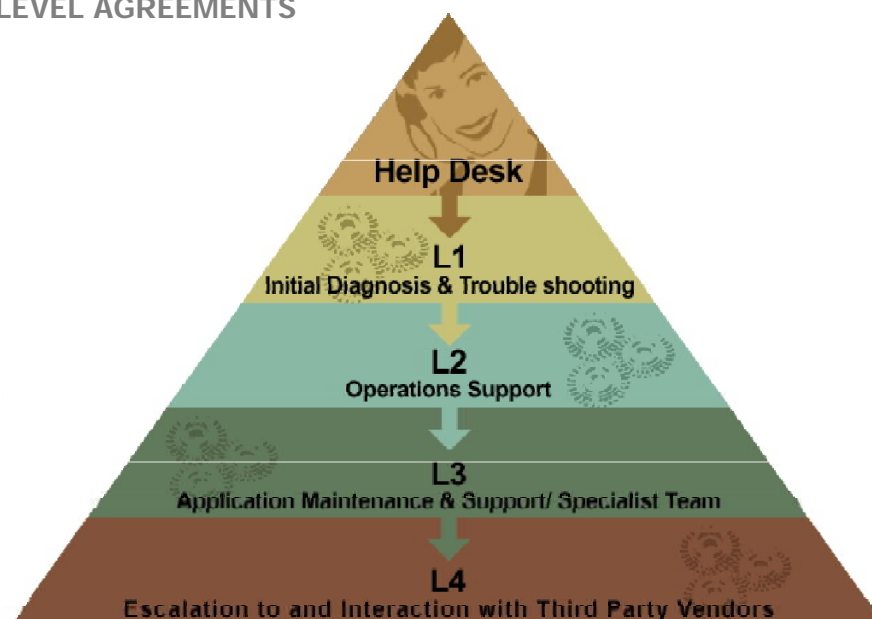 LEVEL AGREEMENTS
Help Desk
L1
Initial Diagnosis & Trouble shooting
L2
Operations Support
L3
Application Maintenance & Support/ Specialist Team
L4
Escalation to and Interaction with Third Party Vendors